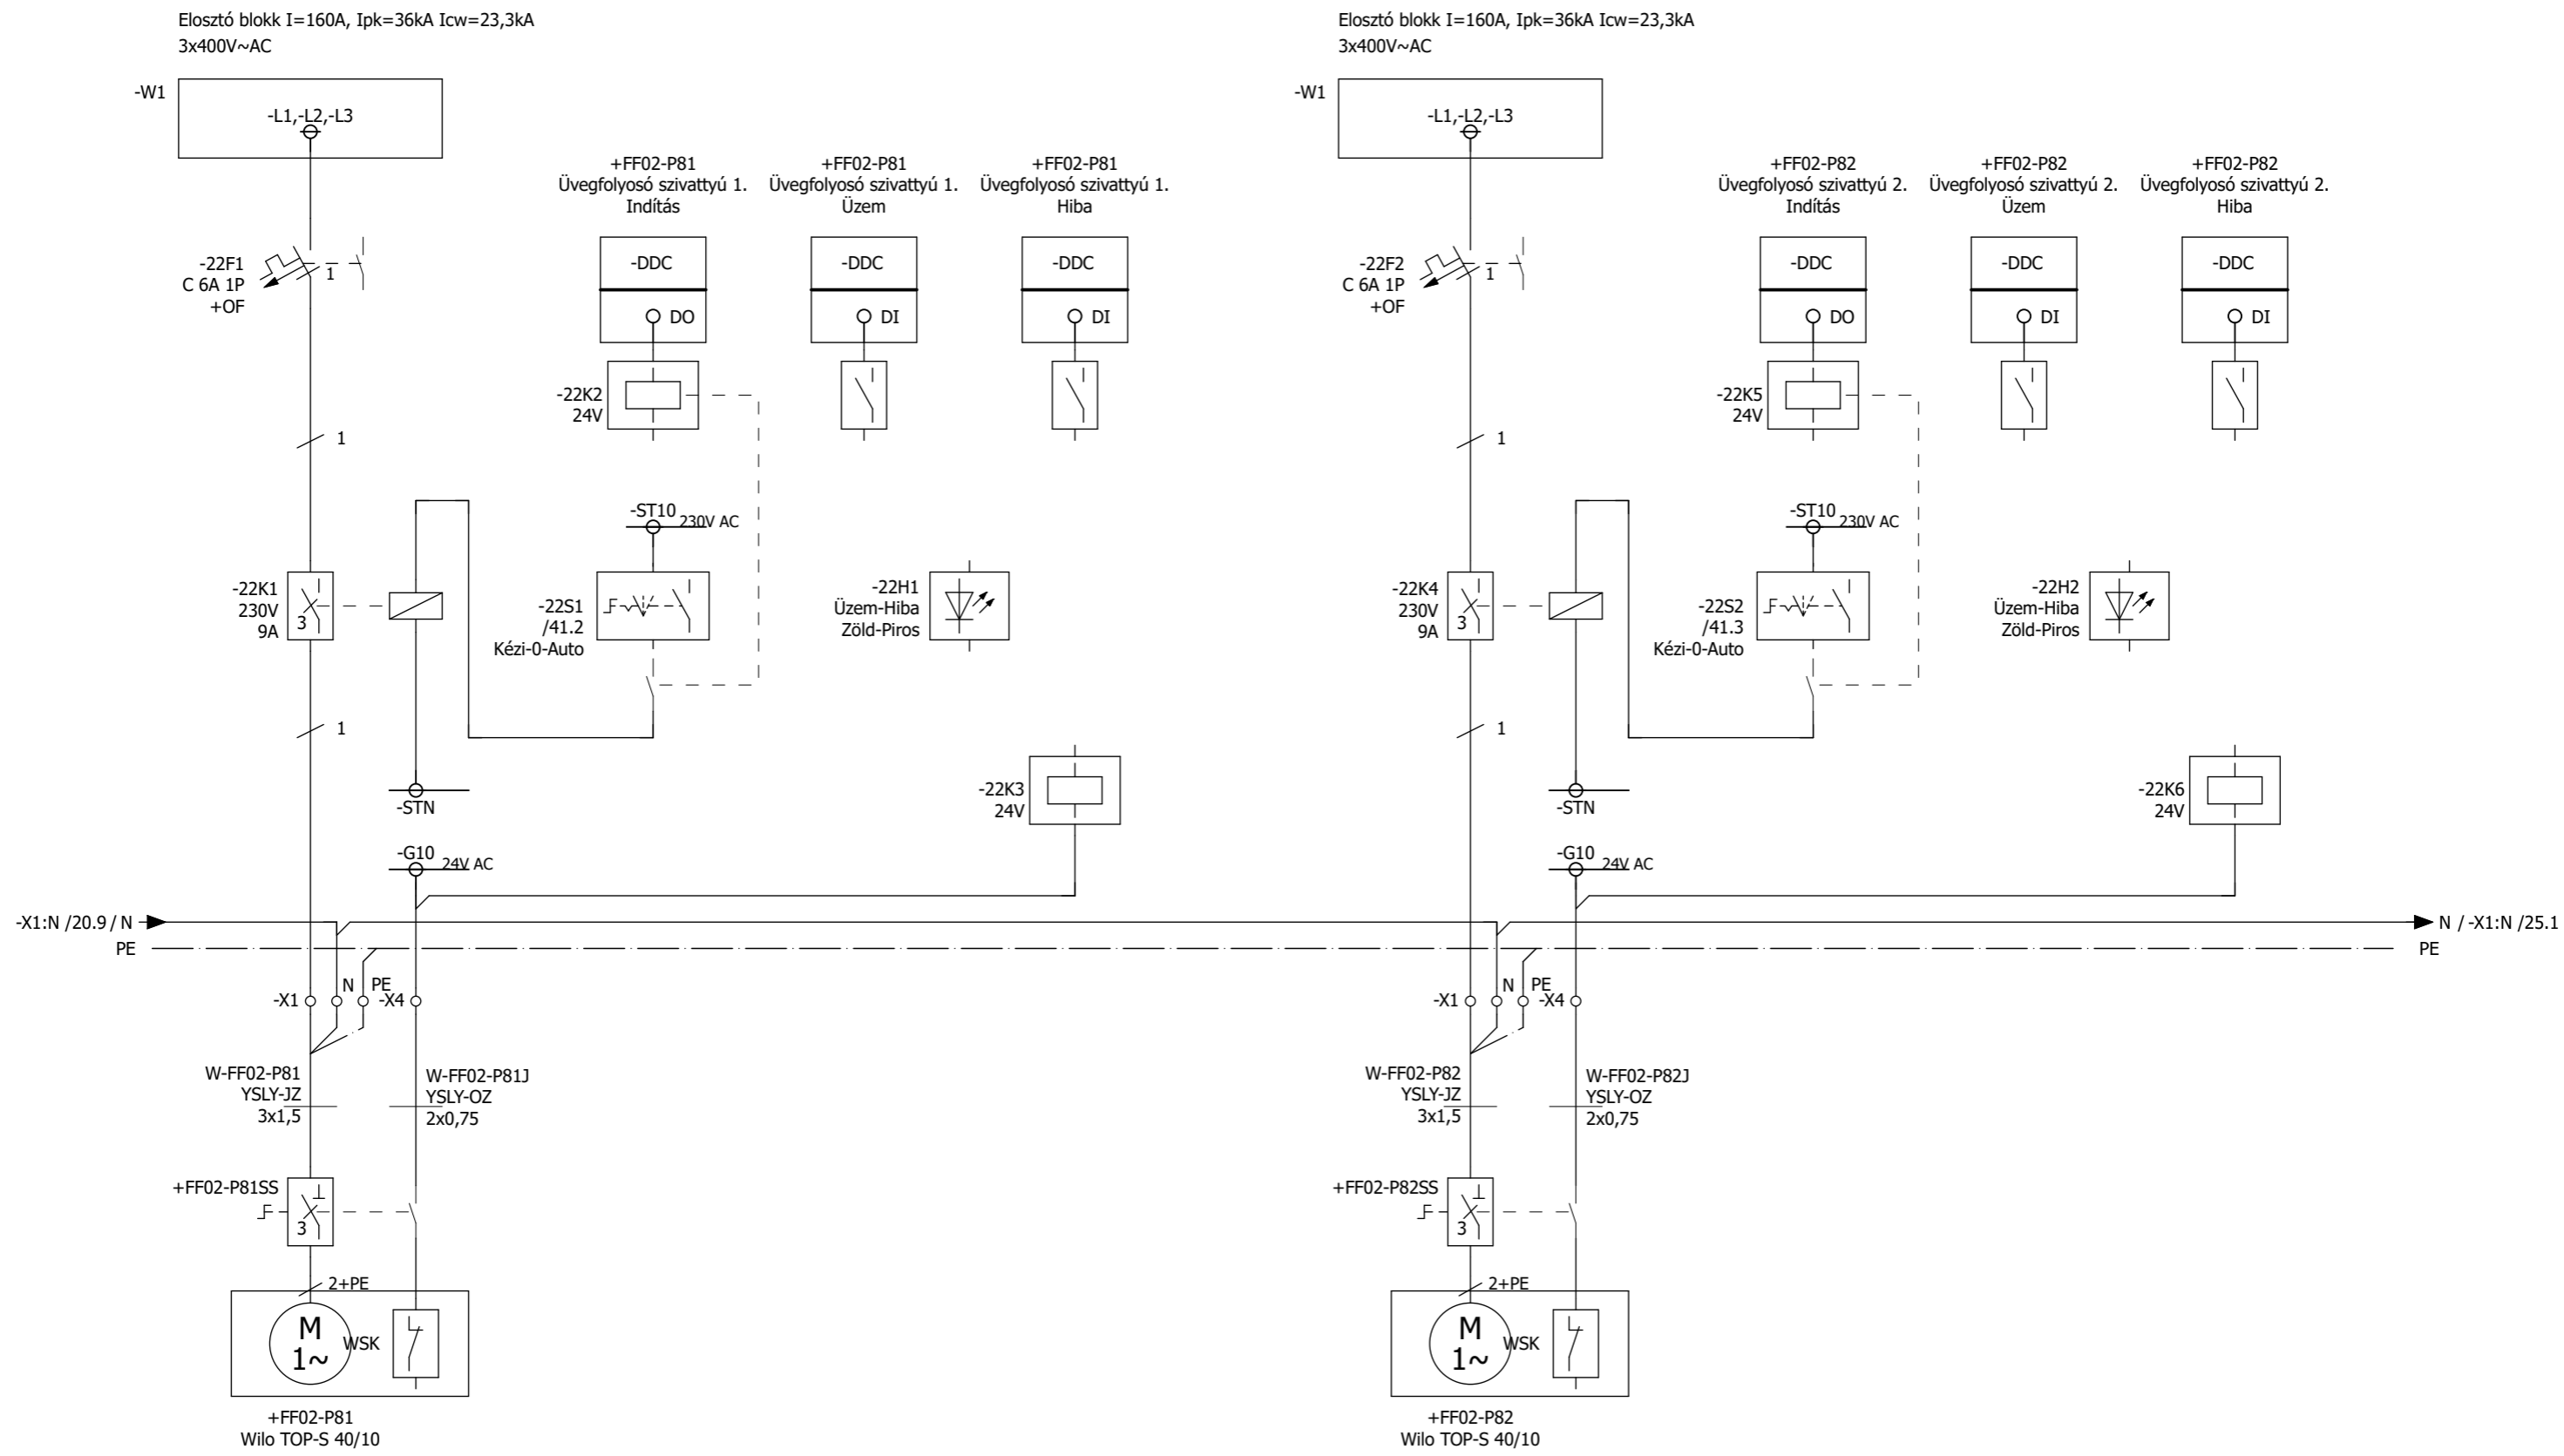 Elosztó blokk I=160A, Ipk=36kA Icw=23,3kA
3x400V~AC
-W1
-L1,-L2,-L3
+FF02-P81
Üvegfolyosó szivattyú 1.
Indítás
+FF02-P81
Üvegfolyosó szivattyú 1.
Üzem
+FF02-P81
Üvegfolyosó szivattyú 1.
Hiba
-22F1
C 6A 1P
+OF
1
-DDC
DO
-DDC
DI
-DDC
DI
-22K2
24V
1
-ST10
230V AC
-22K1
230V
9A
3
-22S1
/41.2
Kézi-0-Auto
-22H1
Üzem-Hiba
Zöld-Piros
1
-STN
-22K3
24V
-G10
24V AC
-X1:N /20.9 / N
PE
-X1
N
PE
-X4
W-FF02-P81
YSLY-JZ
3x1,5
W-FF02-P81J
YSLY-OZ
2x0,75
+FF02-P81SS
3
2+PE
M
1~
WSK
+FF02-P81
Wilo TOP-S 40/10
Elosztó blokk I=160A, Ipk=36kA Icw=23,3kA
3x400V~AC
-W1
-L1,-L2,-L3
+FF02-P82
Üvegfolyosó szivattyú 2.
Indítás
+FF02-P82
Üvegfolyosó szivattyú 2.
Üzem
+FF02-P82
Üvegfolyosó szivattyú 2.
Hiba
-22F2
C 6A 1P
+OF
1
-DDC
DO
-DDC
DI
-DDC
DI
-22K5
24V
1
-ST10
230V AC
-22K4
230V
9A
3
-22S2
/41.3
Kézi-0-Auto
-22H2
Üzem-Hiba
Zöld-Piros
1
-STN
-22K6
24V
-G10
24V AC
N / -X1:N /25.1
PE
-X1
N
PE
-X4
W-FF02-P82
YSLY-JZ
3x1,5
W-FF02-P82J
YSLY-OZ
2x0,75
+FF02-P82SS
3
2+PE
M
1~
WSK
+FF02-P82
Wilo TOP-S 40/10